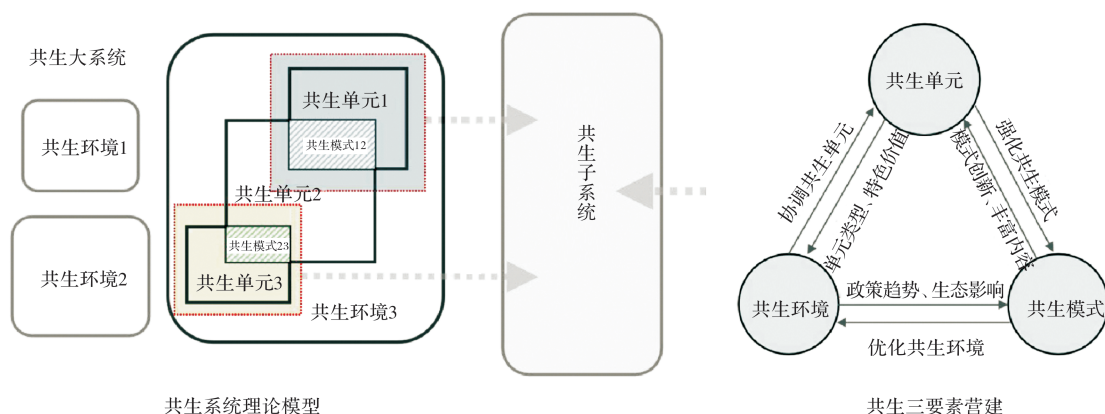 共生大系统
共生环境1
共生环境2
共生单元1
共生模式12
共生单元2
共生模式23
共生单元3
共生环境3
共生子系统
共生单元
协调共生单元
单元类型、特色价值
模式创新、丰富内容
强化共生模式
共生环境
政策趋势、生态影响
共生模式
优化共生环境
共生系统理论模型
共生三要素营建